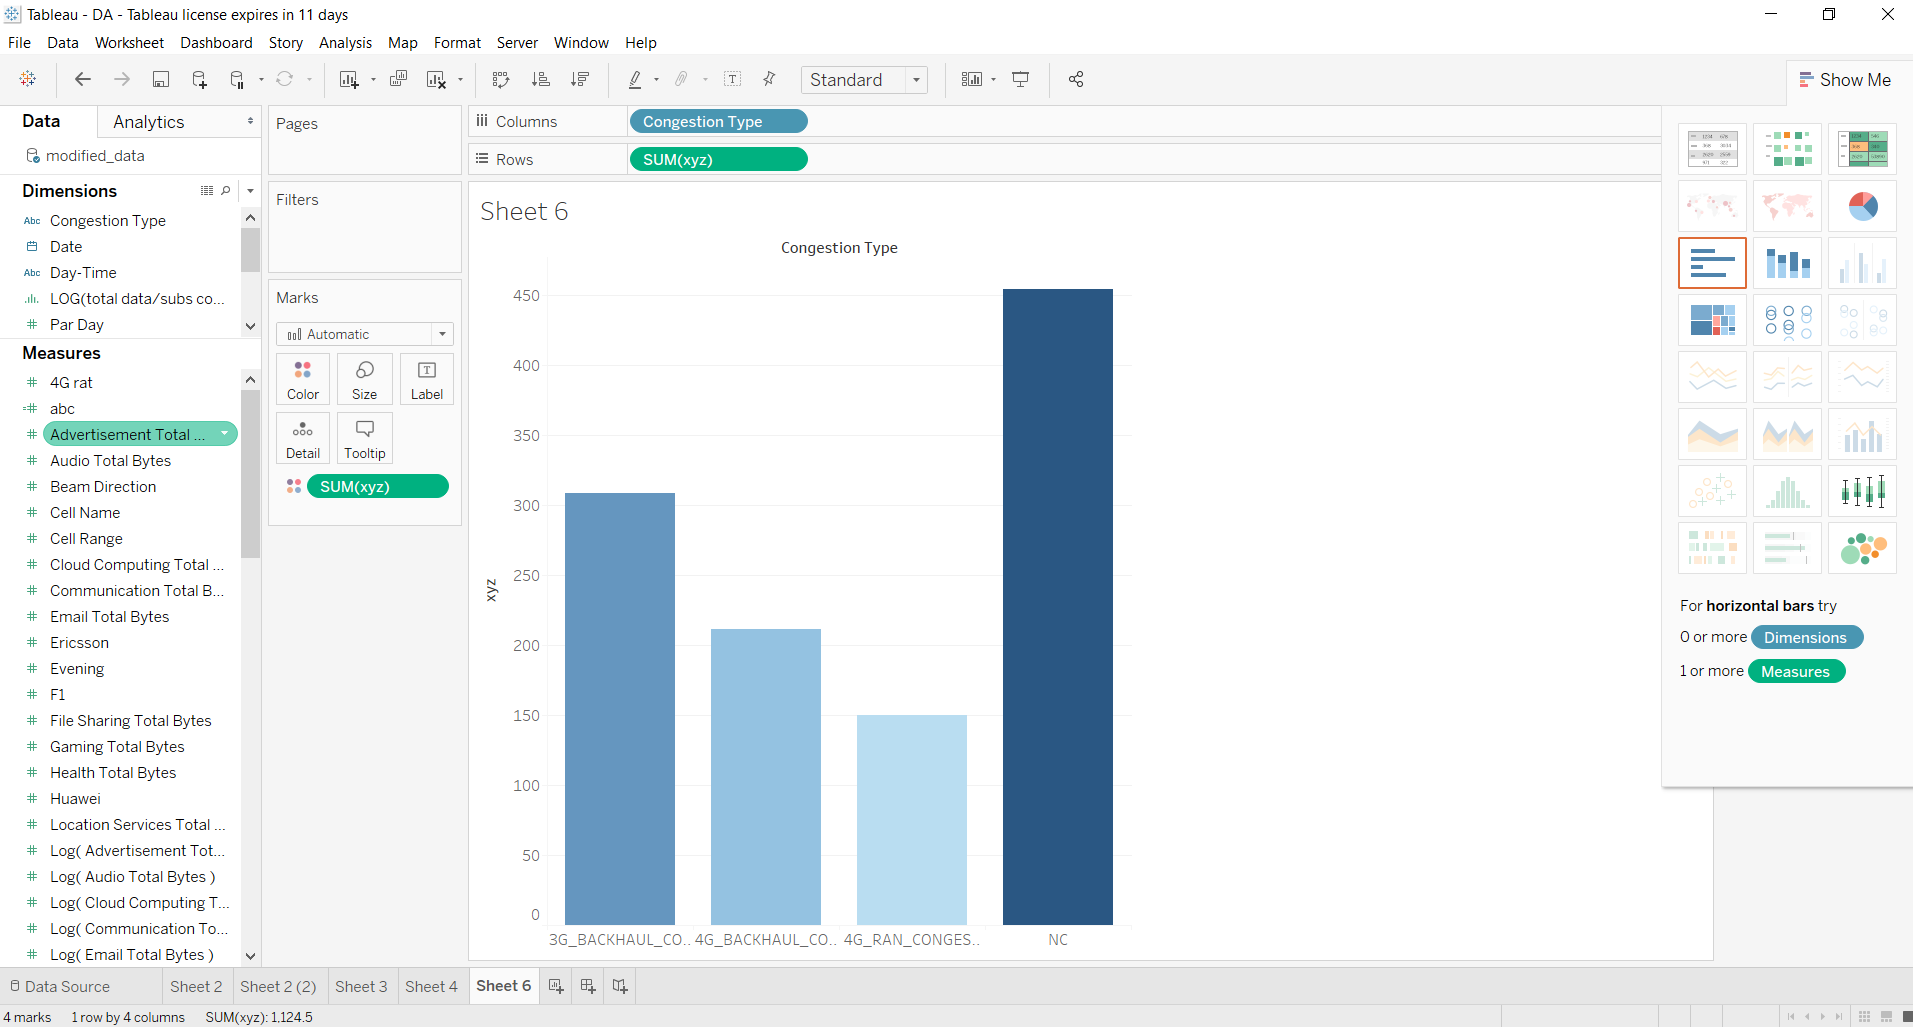 Tableau - DA - Tableau license expires in 11 days
File Data Worksheet Dashboard Story Analysis Map Format Server Window Help
Standard
Show Me
Data
Analytics
modified_data
Dimensions
Abc Congestion Type
Date
Abc Day-Time
LOG(total data/subs co...
# Par Day
Measures
# 4G rat
=# abc
# Advertisement Total ...
# Audio Total Bytes
# Beam Direction
# Cell Name
# Cell Range
# Cloud Computing Total ...
# Communication Total B...
# Email Total Bytes
# Ericsson
# Evening
# F1
# File Sharing Total Bytes
# Gaming Total Bytes
# Health Total Bytes
# Huawei
# Location Services Total ...
# Log( Advertisement Tot...
# Log( Audio Total Bytes )
# Log( Cloud Computing T...
# Log( Communication To...
# Log( Email Total Bytes )
Pages
Filters
Marks
Automatic
Color
Size
Label
Detail
Tooltip
SUM(xyz)
Columns
Congestion Type
Rows
SUM(xyz)
Sheet 6
Congestion Type
450
400
350
300
250
200
150
100
50
0
xyz
3G_BACKHAUL_CO.. 4G_BACKHAUL_CO.. 4G_RAN_CONGES.. NC
For horizontal bars try
0 or more Dimensions
1 or more Measures
Data Source
Sheet 2
Sheet 2 (2)
Sheet 3
Sheet 4
Sheet 6
4 marks 1 row by 4 columns SUM(xyz): 1,124.5